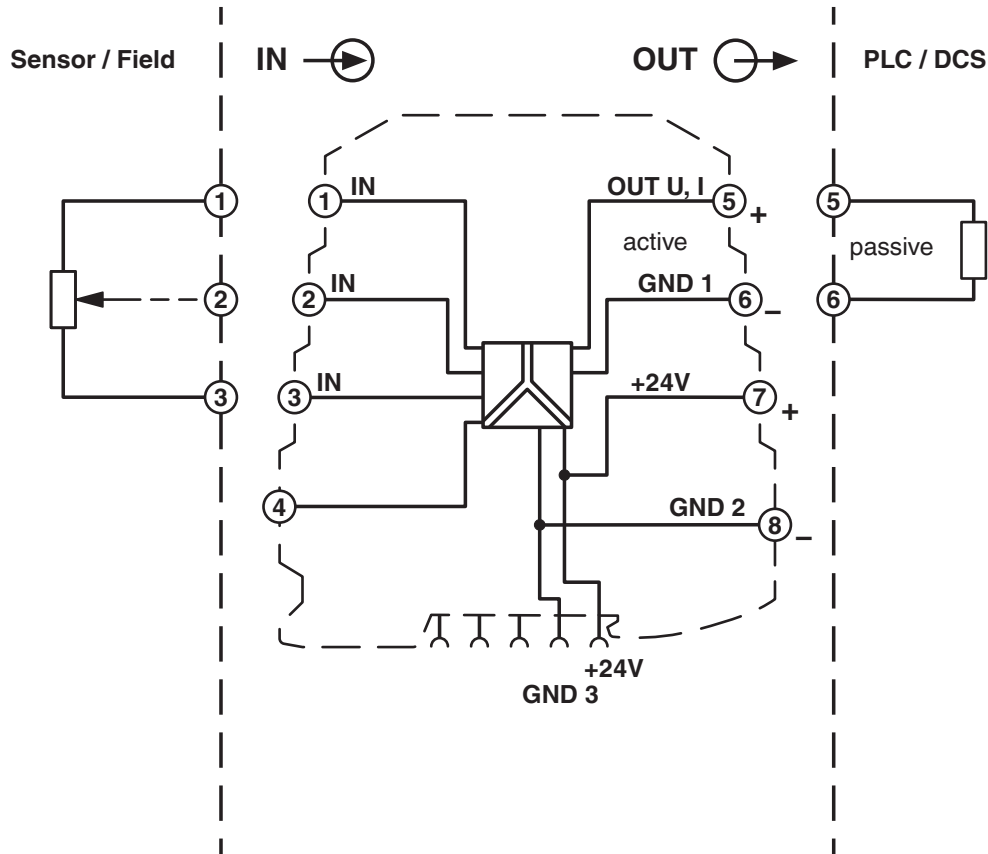 Sensor / Field IN OUT PLC / DCS
1 1 IN OUT U, I 5 + 5
active passive
2 2 IN GND 1 6 – 6
3 3 IN +24V 7 +
4 GND 2 8 –
+24V
GND 3